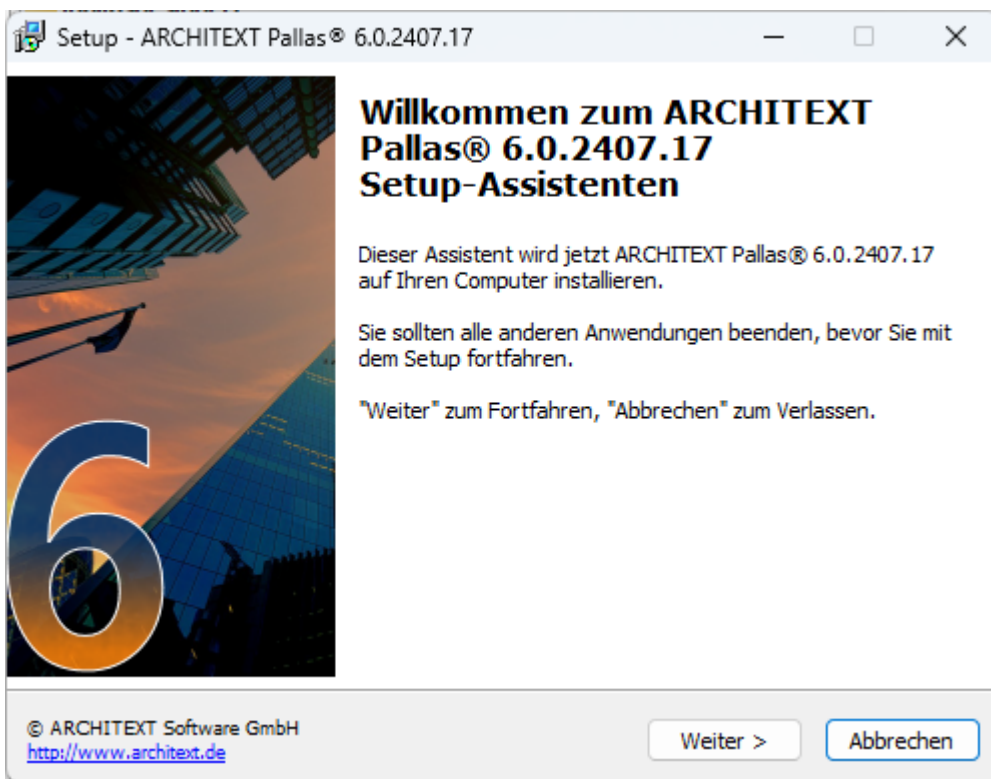 Setup - ARCHITEXT Pallas® 6.0.2407.17
Willkommen zum ARCHITEXT
Pallas® 6.0.2407.17
Setup-Assistenten
Dieser Assistent wird jetzt ARCHITEXT Pallas® 6.0.2407.17
auf Ihren Computer installieren.
Sie sollten alle anderen Anwendungen beenden, bevor Sie mit
dem Setup fortfahren.
"Weiter" zum Fortfahren, "Abbrechen" zum Verlassen.
6
© ARCHITEXT Software GmbH
http://www.architext.de
Weiter >
Abbrechen